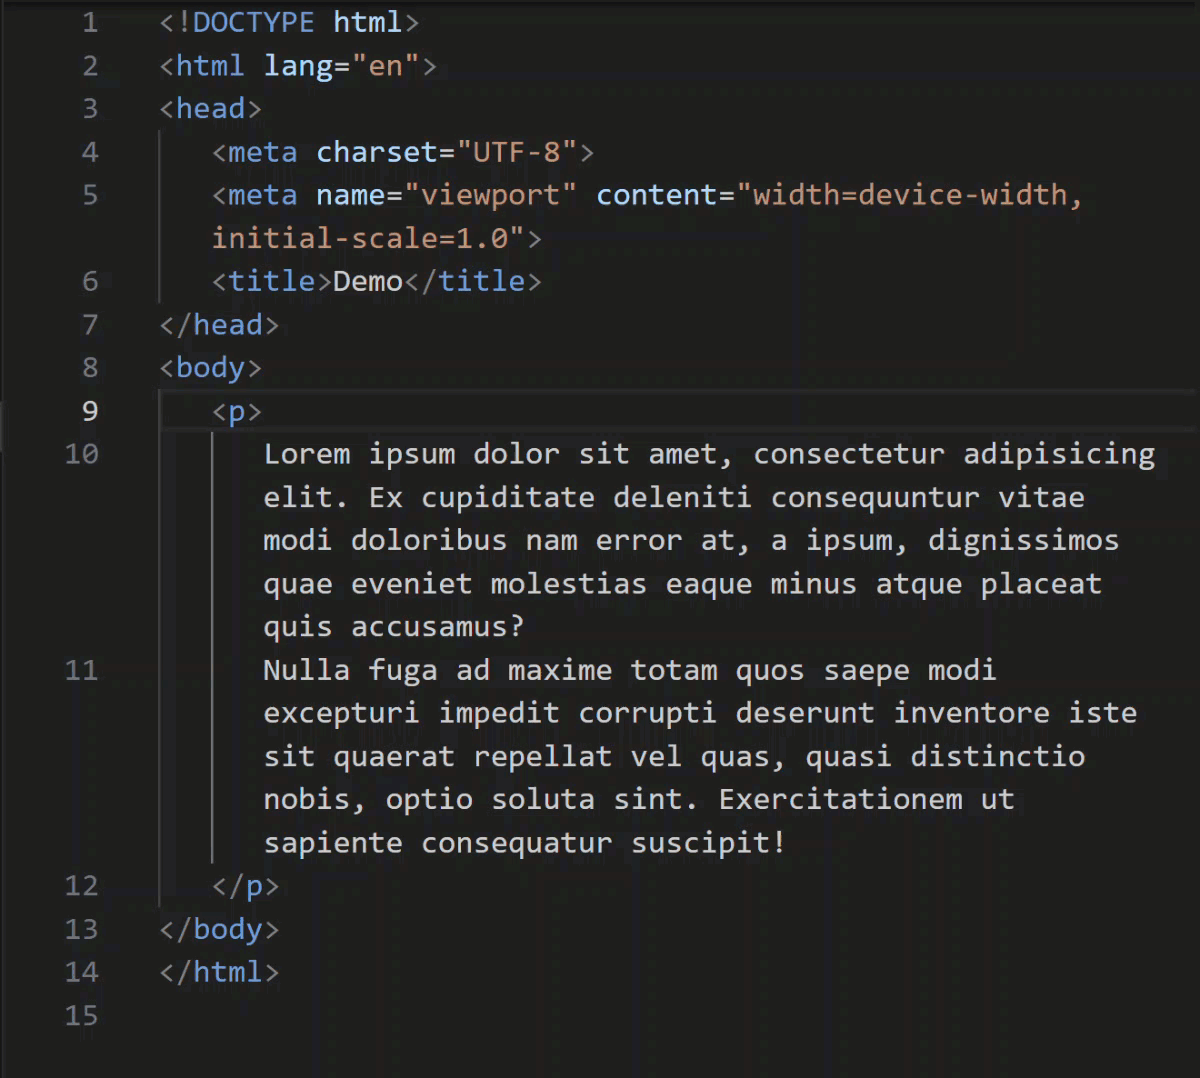 1 <!DOCTYPE html>
2 <html lang="en">
3 <head>
4 <meta charset="UTF-8">
5 <meta name="viewport" content="width=device-width,
initial-scale=1.0">
6 <title>Demo</title>
7 </head>
8 <body>
9 <p>
10 Lorem ipsum dolor sit amet, consectetur adipisicing
elit. Ex cupiditate deleniti consequuntur vitae
modi doloribus nam error at, a ipsum, dignissimos
quae eveniet molestias eaque minus atque placeat
quis accusamus?
11 Nulla fuga ad maxime totam quos saepe modi
excepturi impedit corrupti deserunt inventore iste
sit quaerat repellat vel quas, quasi distinctio
nobis, optio soluta sint. Exercitationem ut
sapiente consequatur suscipit!
12 </p>
13 </body>
14 </html>
15